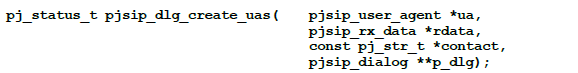 pj_status_t pjsip_dlg_create_uas( pjsip_user_agent *ua,
pjsip_rx_data *rdata,
const pj_str_t *contact,
pjsip_dialog **p_dlg);